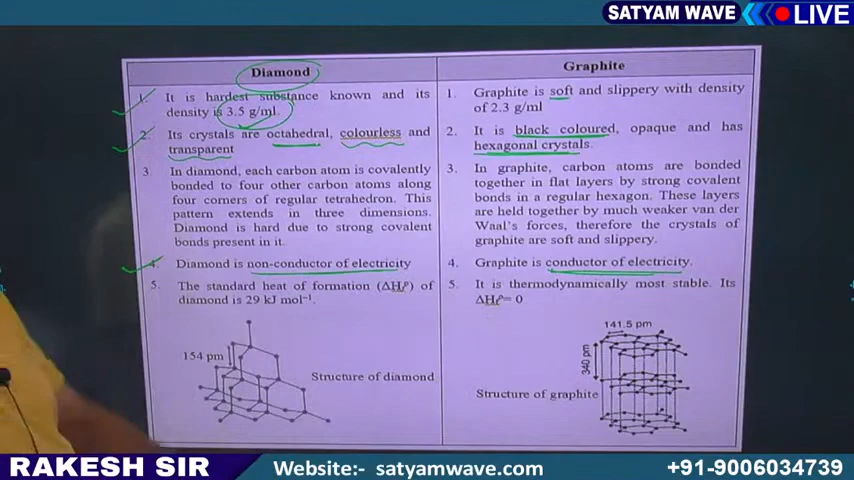 SATYAM WAVE
LIVE
Diamond
Graphite
1. It is hardest substance known and its
density is 3.5 g/ml.
2. Its crystals are octahedral, colourless and
transparent
3. In diamond, each carbon atom is covalently
bonded to four other carbon atoms along
four corners of regular tetrahedron. This
pattern extends in three dimensions.
Diamond is hard due to strong covalent
bonds present in it.
4. Diamond is non-conductor of electricity
5. The standard heat of formation (ΔHfº) of
diamond is 29 kJ mol⁻¹.
154 pm
Structure of diamond
1. Graphite is soft and slippery with density
of 2.3 g/ml
2. It is black coloured, opaque and has
hexagonal crystals.
3. In graphite, carbon atoms are bonded
together in flat layers by strong covalent
bonds in a regular hexagon. These layers
are held together by much weaker van der
Waal's forces, therefore the crystals of
graphite are soft and slippery.
4. Graphite is conductor of electricity.
5. It is thermodynamically most stable. Its
ΔHfº= 0
141.5 pm
340 pm
Structure of graphite
RAKESH SIR
Website:- satyamwave.com
+91-9006034739